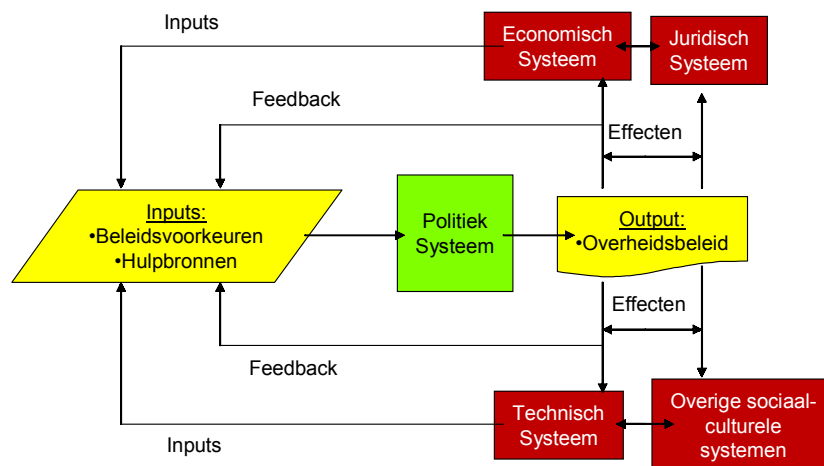 Inputs
Economisch
Systeem
Juridisch
Systeem
Feedback
Effecten
Inputs:
•Beleidsvoorkeuren
•Hulpbronnen
Politiek
Systeem
Output:
•Overheidsbeleid
Effecten
Feedback
Technisch
Systeem
Overige sociaal-
culturele
systemen
Inputs